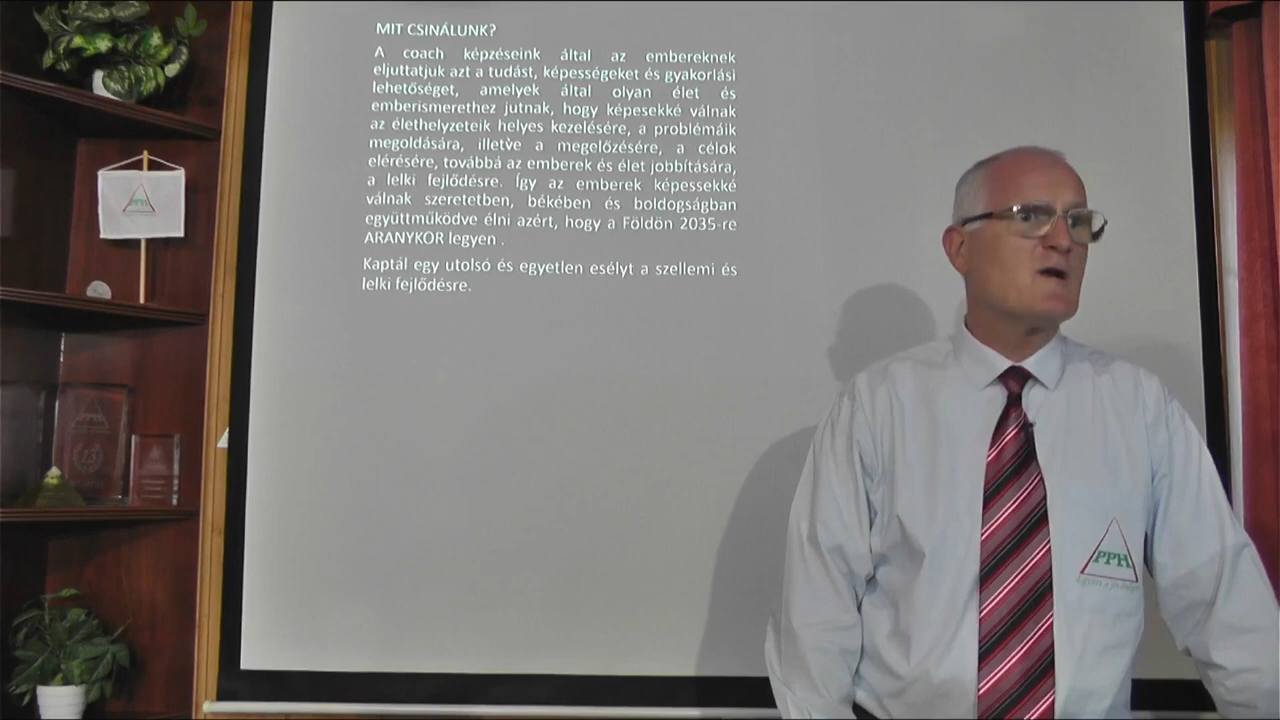 MIT CSINÁLUNK?
A coach képzéseink által az embereknek
eljuttatjuk azt a tudást, képességeket és gyakorlási
lehetőséget, amelyek által olyan élet és
emberismerethez jutnak, hogy képesekké válnak
az élethelyzeteik helyes kezelésére, a problémáik
megoldására, illetve a megelőzésére, a célok
elérésére, továbbá az emberek és élet jobbítására,
a lelki fejlődésre. Így az emberek képessekké
válnak szeretetben, békében és boldogságban
együttműködve élni azért, hogy a Földön 2035-re
ARANYKOR legyen .
Kaptál egy utolsó és egyetlen esélyt a szellemi és
lelki fejlődésre.
PPH
PPH
13
PPH